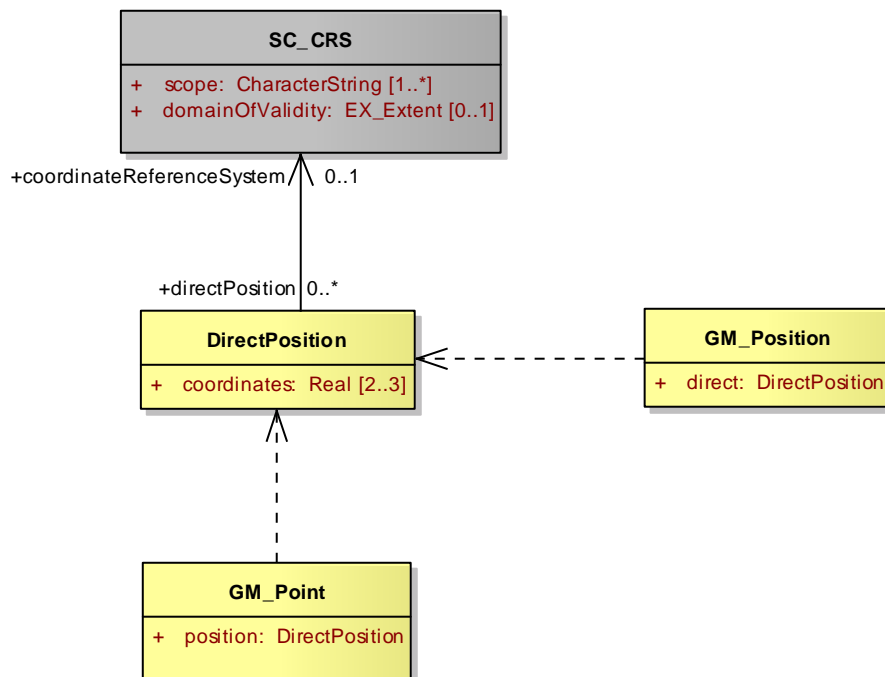 SC_CRS
+ scope: CharacterString [1..*]
+ domainOfValidity: EX_Extent [0..1]
+coordinateReferenceSystem 0..1
+directPosition 0..*
DirectPosition
+ coordinates: Real [2..3]
GM_Position
+ direct: DirectPosition
GM_Point
+ position: DirectPosition